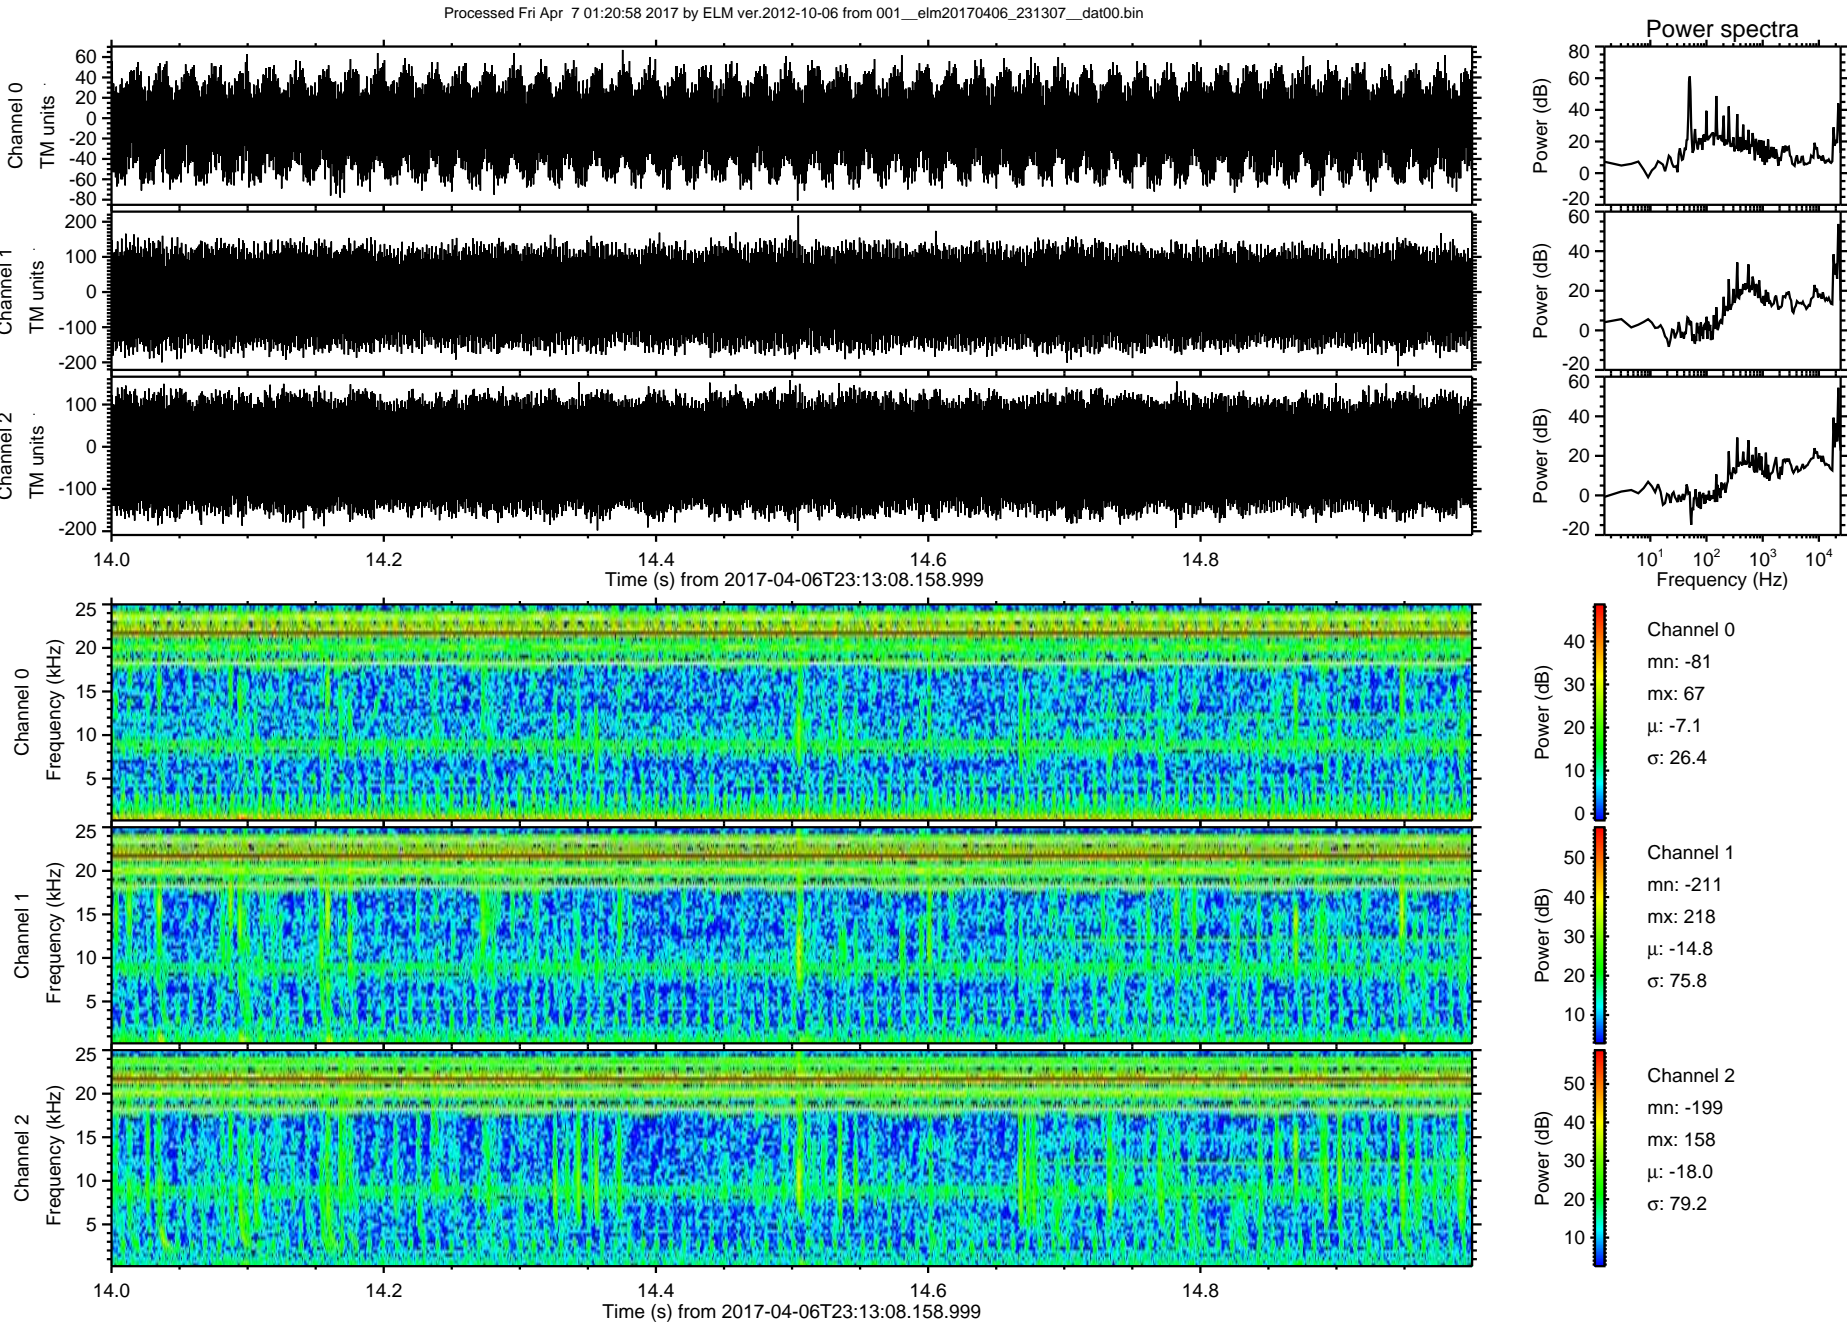 Processed Fri Apr  7 01:20:58 2017 by ELM ver.2012-10-06 from 001__elm20170406_231307__dat00.bin
Power spectra
Channel 0
TM units
60
40
20
0
-20
-40
-60
-80
Power (dB)
80
60
40
20
0
-20
Channel 1
TM units
200
100
0
-100
-200
Power (dB)
60
40
20
0
-20
Channel 2
TM units
100
0
-100
-200
Power (dB)
60
40
20
0
-20
14.0 14.2 14.4 14.6 14.8
Time (s) from 2017-04-06T23:13:08.158.999
10^1 10^2 10^3 10^4
Frequency (Hz)
Channel 0
Frequency (kHz)
25
20
15
10
5
Power (dB)
40
30
20
10
0
Channel 0
mn: -81
mx: 67
μ: -7.1
σ: 26.4
Channel 1
Frequency (kHz)
25
20
15
10
5
Power (dB)
50
40
30
20
10
Channel 1
mn: -211
mx: 218
μ: -14.8
σ: 75.8
Channel 2
Frequency (kHz)
25
20
15
10
5
Power (dB)
50
40
30
20
10
Channel 2
mn: -199
mx: 158
μ: -18.0
σ: 79.2
14.0 14.2 14.4 14.6 14.8
Time (s) from 2017-04-06T23:13:08.158.999